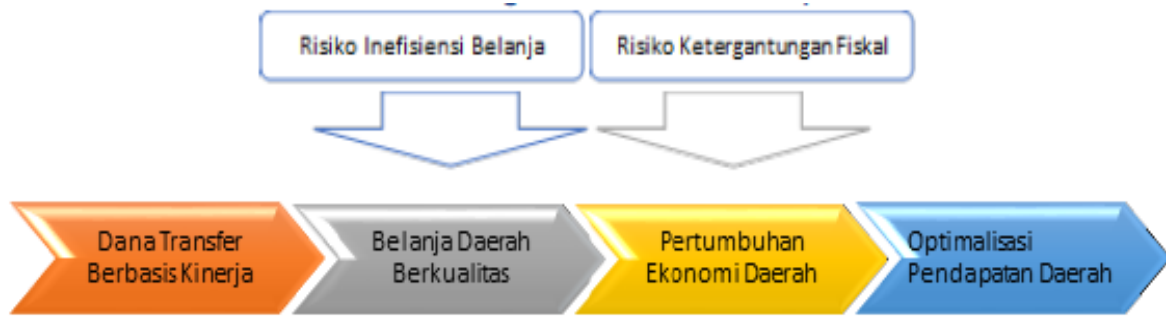 Risiko Inefisiensi Belanja
Risiko Ketergantungan Fiskal
Dana Transfer
Berbasis Kinerja
Belanja Daerah
Berkualitas
Pertumbuhan
Ekonomi Daerah
Optimalisasi
Pendapatan Daerah